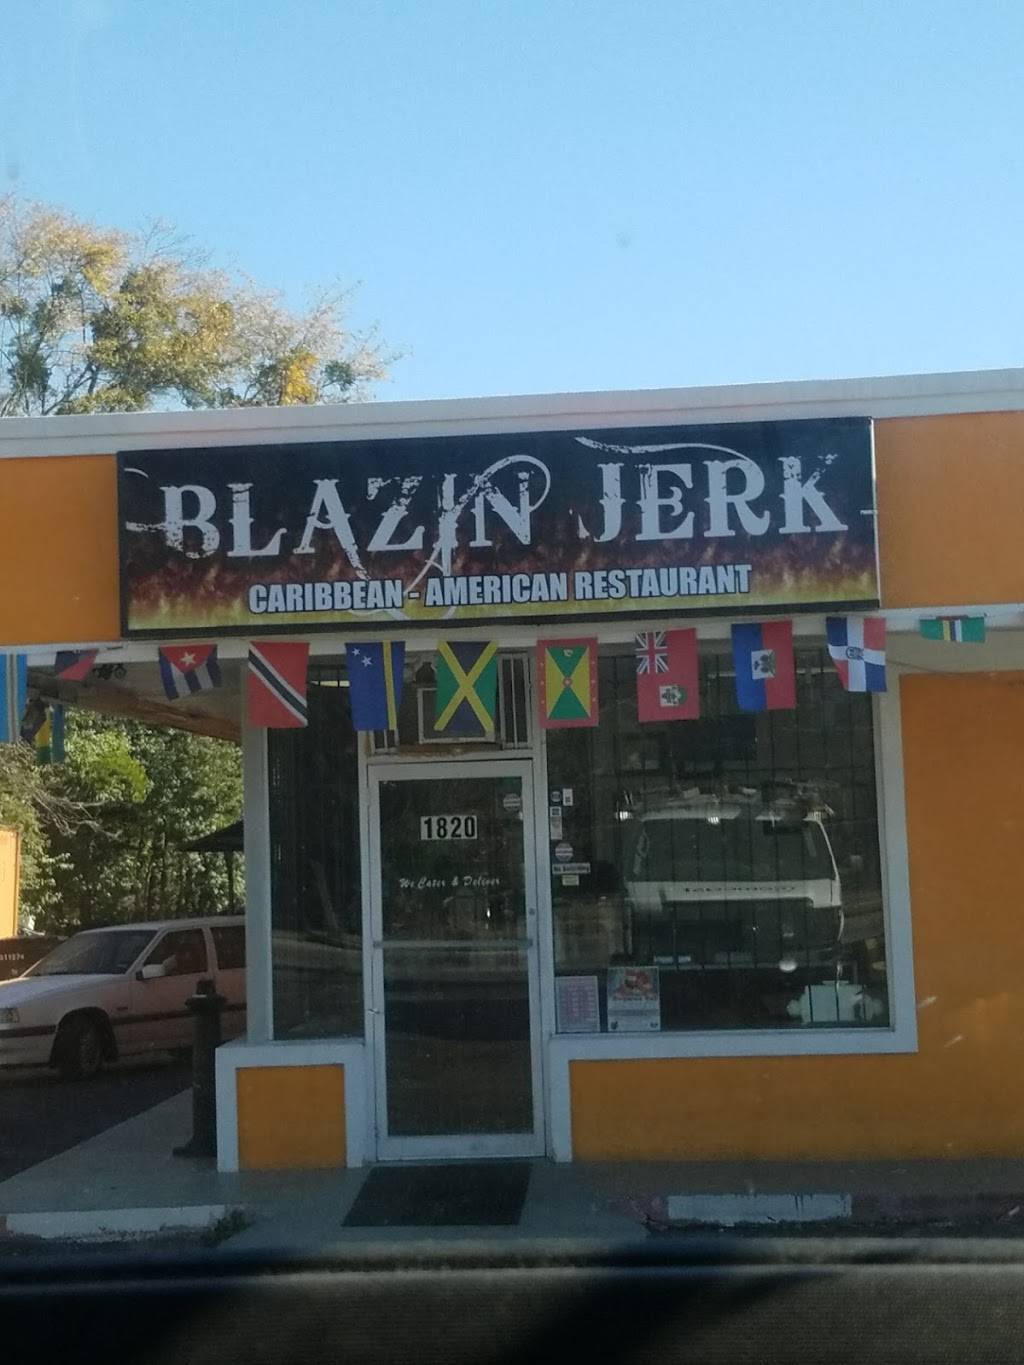 BLAZIN JERK
CARIBBEAN - AMERICAN RESTAURANT
1820
We Cater & Deliver